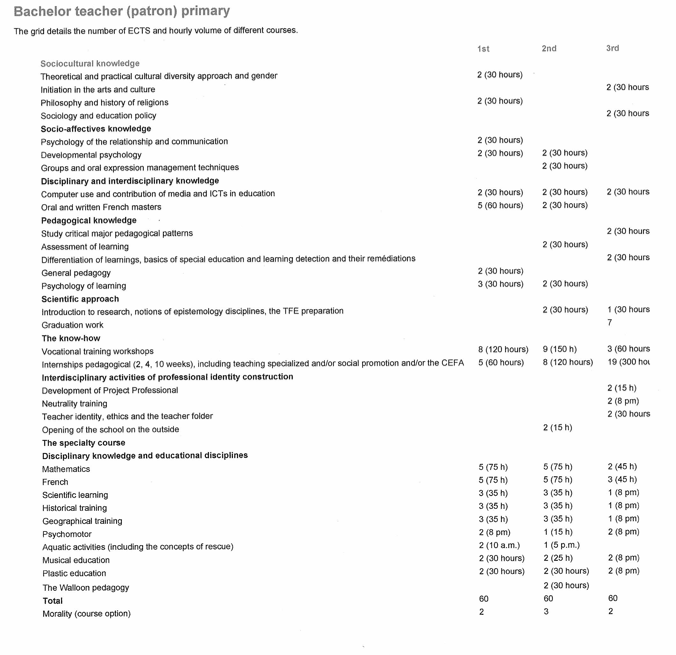 Bachelor teacher (patron) primary
The grid details the number of ECTS and hourly volume of different courses.
1st 2nd 3rd
Sociocultural knowledge
Theoretical and practical cultural diversity approach and gender 2 (30 hours)
Initiation in the arts and culture 2 (30 hours
Philosophy and history of religions 2 (30 hours)
Sociology and education policy 2 (30 hours
Socio-affectives knowledge
Psychology of the relationship and communication 2 (30 hours)
Developmental psychology 2 (30 hours) 2 (30 hours)
Groups and oral expression management techniques 2 (30 hours)
Disciplinary and interdisciplinary knowledge
Computer use and contribution of media and ICTs in education 2 (30 hours) 2 (30 hours) 2 (30 hours
Oral and written French masters 5 (60 hours) 2 (30 hours)
Pedagogical knowledge
Study critical major pedagogical patterns 2 (30 hours
Assessment of learning 2 (30 hours)
Differentiation of learnings, basics of special education and learning detection and their remédiations 2 (30 hours
General pedagogy 2 (30 hours)
Psychology of learning 3 (30 hours) 2 (30 hours)
Scientific approach
Introduction to research, notions of epistemology disciplines, the TFE preparation 2 (30 hours) 1 (30 hours
Graduation work 7
The know-how
Vocational training workshops 8 (120 hours) 9 (150 h) 3 (60 hours
Internships pedagogical (2, 4, 10 weeks), including teaching specialized and/or social promotion and/or the CEFA 5 (60 hours) 8 (120 hours) 19 (300 hou
Interdisciplinary activities of professional identity construction
Development of Project Professional 2 (15 h)
Neutrality training 2 (8 pm)
Teacher identity, ethics and the teacher folder 2 (30 hours
Opening of the school on the outside 2 (15 h)
The specialty course
Disciplinary knowledge and educational disciplines
Mathematics 5 (75 h) 5 (75 h) 2 (45 h)
French 5 (75 h) 5 (75 h) 3 (45 h)
Scientific learning 3 (35 h) 3 (35 h) 1 (8 pm)
Historical training 3 (35 h) 3 (35 h) 1 (8 pm)
Geographical training 3 (35 h) 3 (35 h) 1 (8 pm)
Psychomotor 2 (8 pm) 1 (15 h) 2 (8 pm)
Aquatic activities (including the concepts of rescue) 2 (10 a.m.) 1 (5 p.m.)
Musical education 2 (30 hours) 2 (25 h) 2 (8 pm)
Plastic education 2 (30 hours) 2 (30 hours) 2 (8 pm)
The Walloon pedagogy 2 (30 hours)
Total 60 60 60
Morality (course option) 2 3 2